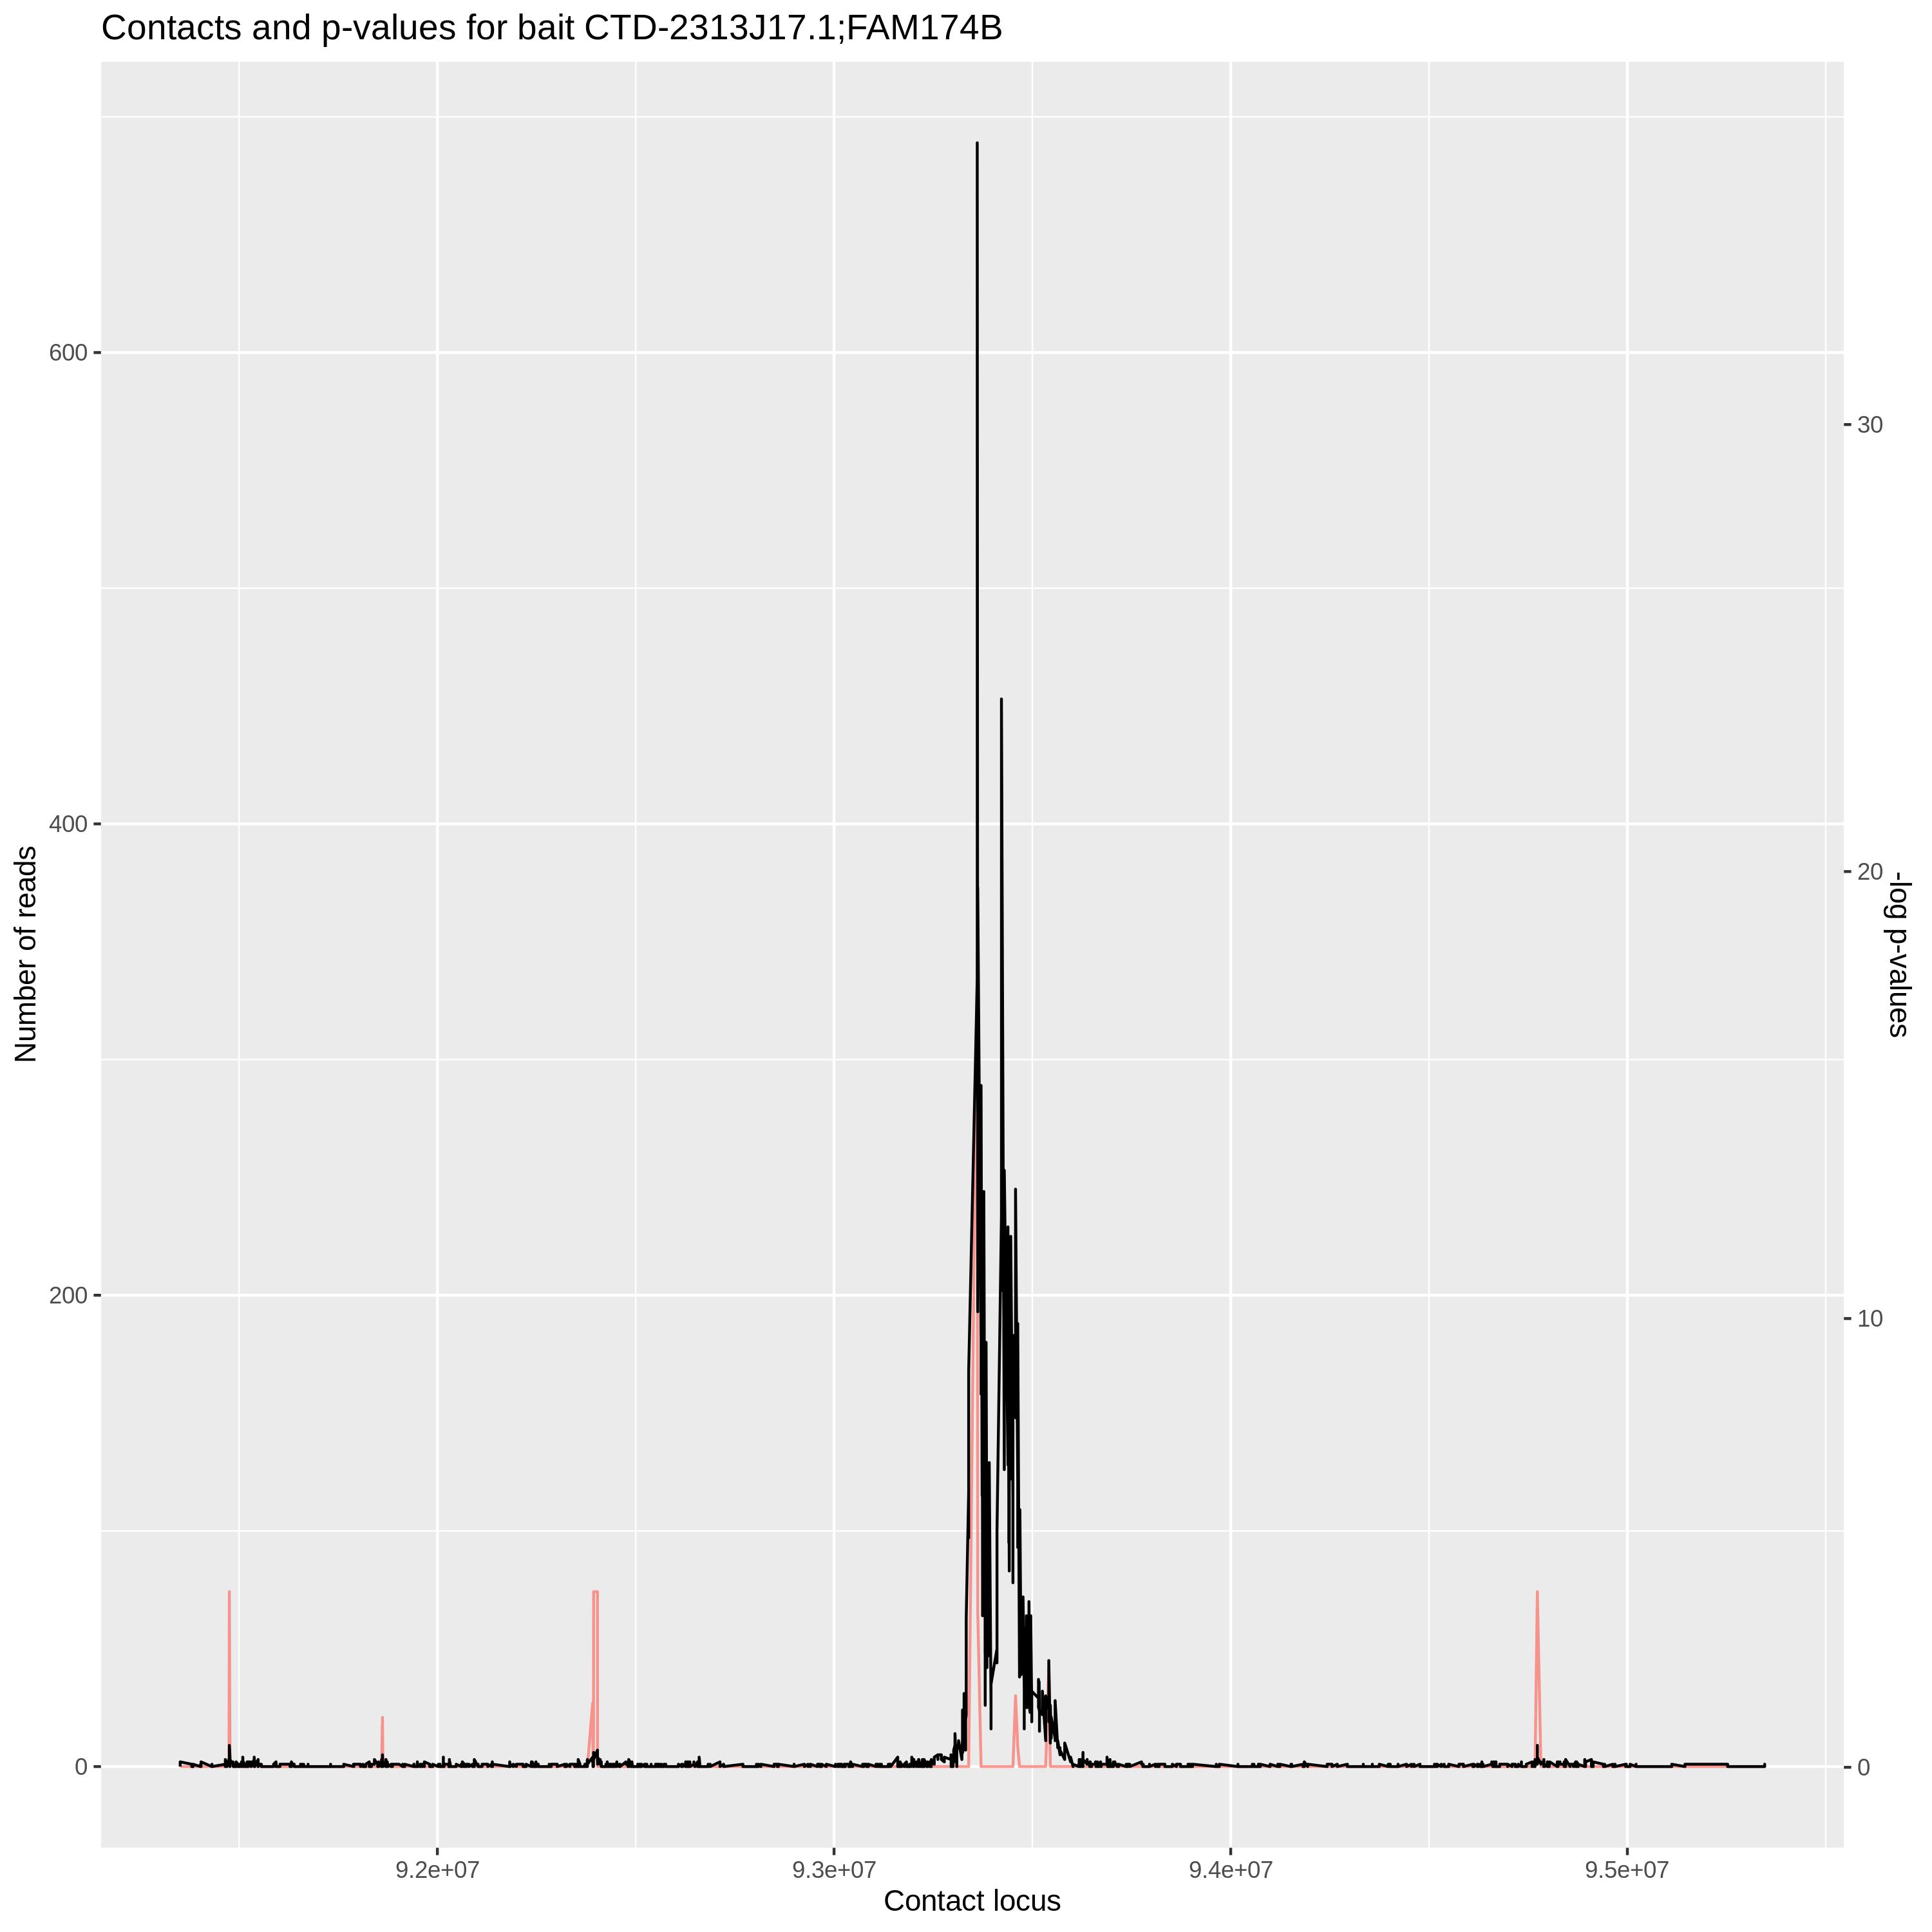 Contacts and p-values for bait CTD-2313J17.1;FAM174B
600
400
200
0
Number of reads
30
20
10
0
-log p-values
9.2e+07 9.3e+07 9.4e+07 9.5e+07
Contact locus